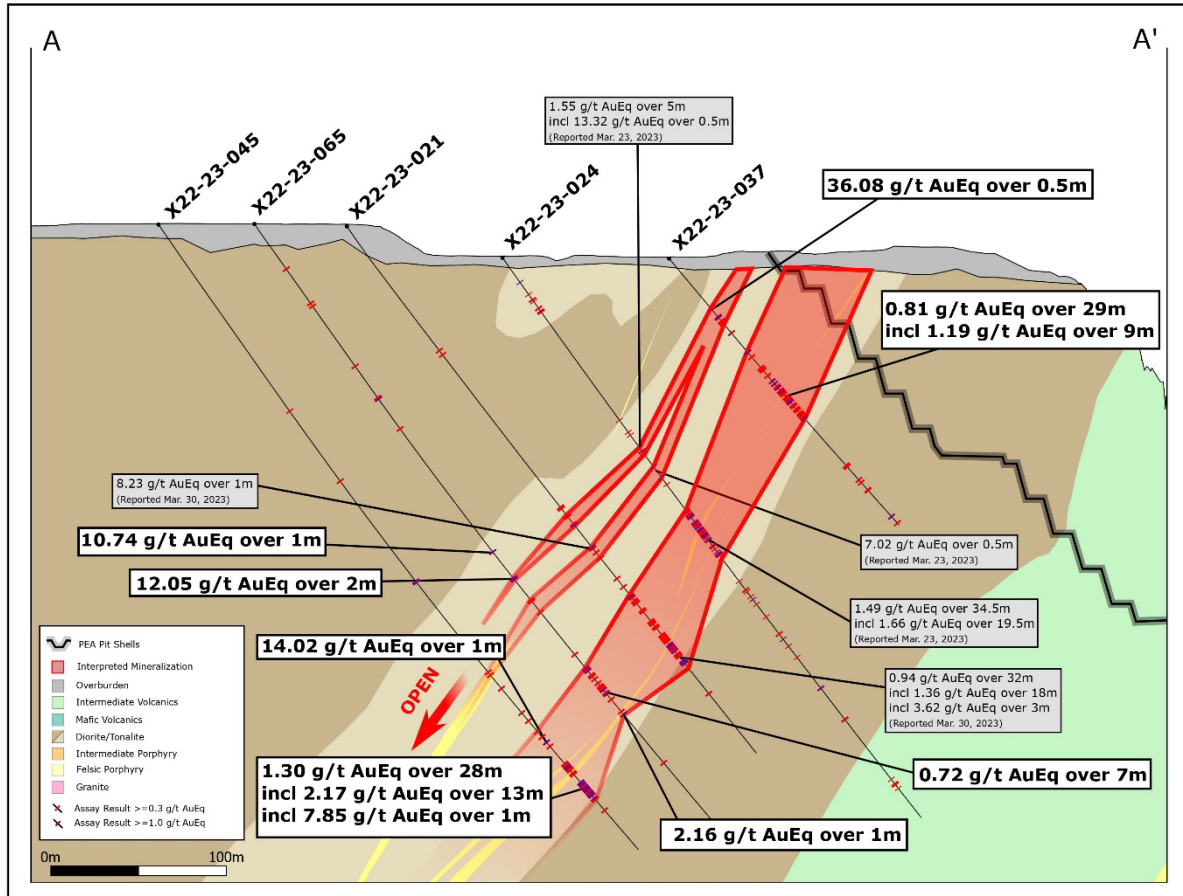 A
A'
X22-23-045
X22-23-065
X22-23-021
X22-23-024
X22-23-037
1.55 g/t AuEq over 5m
incl 13.32 g/t AuEq over 0.5m
(Reported Mar. 23, 2023)
36.08 g/t AuEq over 0.5m
0.81 g/t AuEq over 29m
incl 1.19 g/t AuEq over 9m
8.23 g/t AuEq over 1m
(Reported Mar. 30, 2023)
10.74 g/t AuEq over 1m
12.05 g/t AuEq over 2m
7.02 g/t AuEq over 0.5m
(Reported Mar. 23, 2023)
1.49 g/t AuEq over 34.5m
incl 1.66 g/t AuEq over 19.5m
(Reported Mar. 23, 2023)
14.02 g/t AuEq over 1m
0.94 g/t AuEq over 32m
incl 1.36 g/t AuEq over 18m
incl 3.62 g/t AuEq over 3m
(Reported Mar. 30, 2023)
OPEN
1.30 g/t AuEq over 28m
incl 2.17 g/t AuEq over 13m
incl 7.85 g/t AuEq over 1m
0.72 g/t AuEq over 7m
2.16 g/t AuEq over 1m
PEA Pit Shells
Interpreted Mineralization
Overburden
Intermediate Volcanics
Mafic Volcanics
Diorite/Tonalite
Intermediate Porphyry
Felsic Porphyry
Granite
Assay Result >=0.3 g/t AuEq
Assay Result >=1.0 g/t AuEq
0m
100m